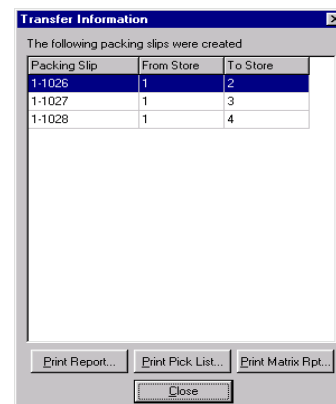 Transfer Information
The following packing slips were created
Packing Slip From Store To Store
1-1026 1 2
1-1027 1 3
1-1028 1 4
Print Report... Print Pick List... Print Matrix Rpt...
Close